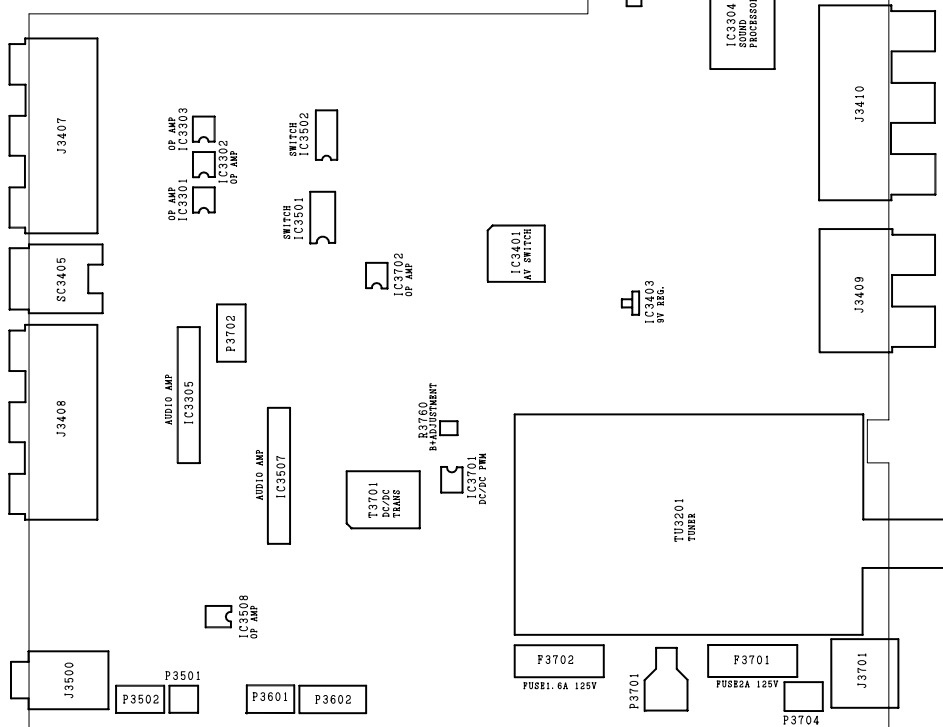 IC3304
SOUND
PROCESSOR
J3407
OP AMP
IC3303
IC3302
OP AMP
OP AMP
IC3301
SWITCH
IC3502
SWITCH
IC3501
J3410
SC3405
IC3702
OP AMP
IC3401
AV SWITCH
IC3403
9V REG.
J3409
P3702
J3408
AUDIO AMP
IC3305
AUDIO AMP
IC3507
R3760
B+ADJUSTMENT
IC3701
DC/DC PWM
T3701
DC/DC
TRANS
TU3201
TUNER
IC3508
OP AMP
J3500
P3502
P3501
P3601
P3602
F3702
FUSE1.6A 125V
P3701
F3701
FUSE2A 125V
P3704
J3701